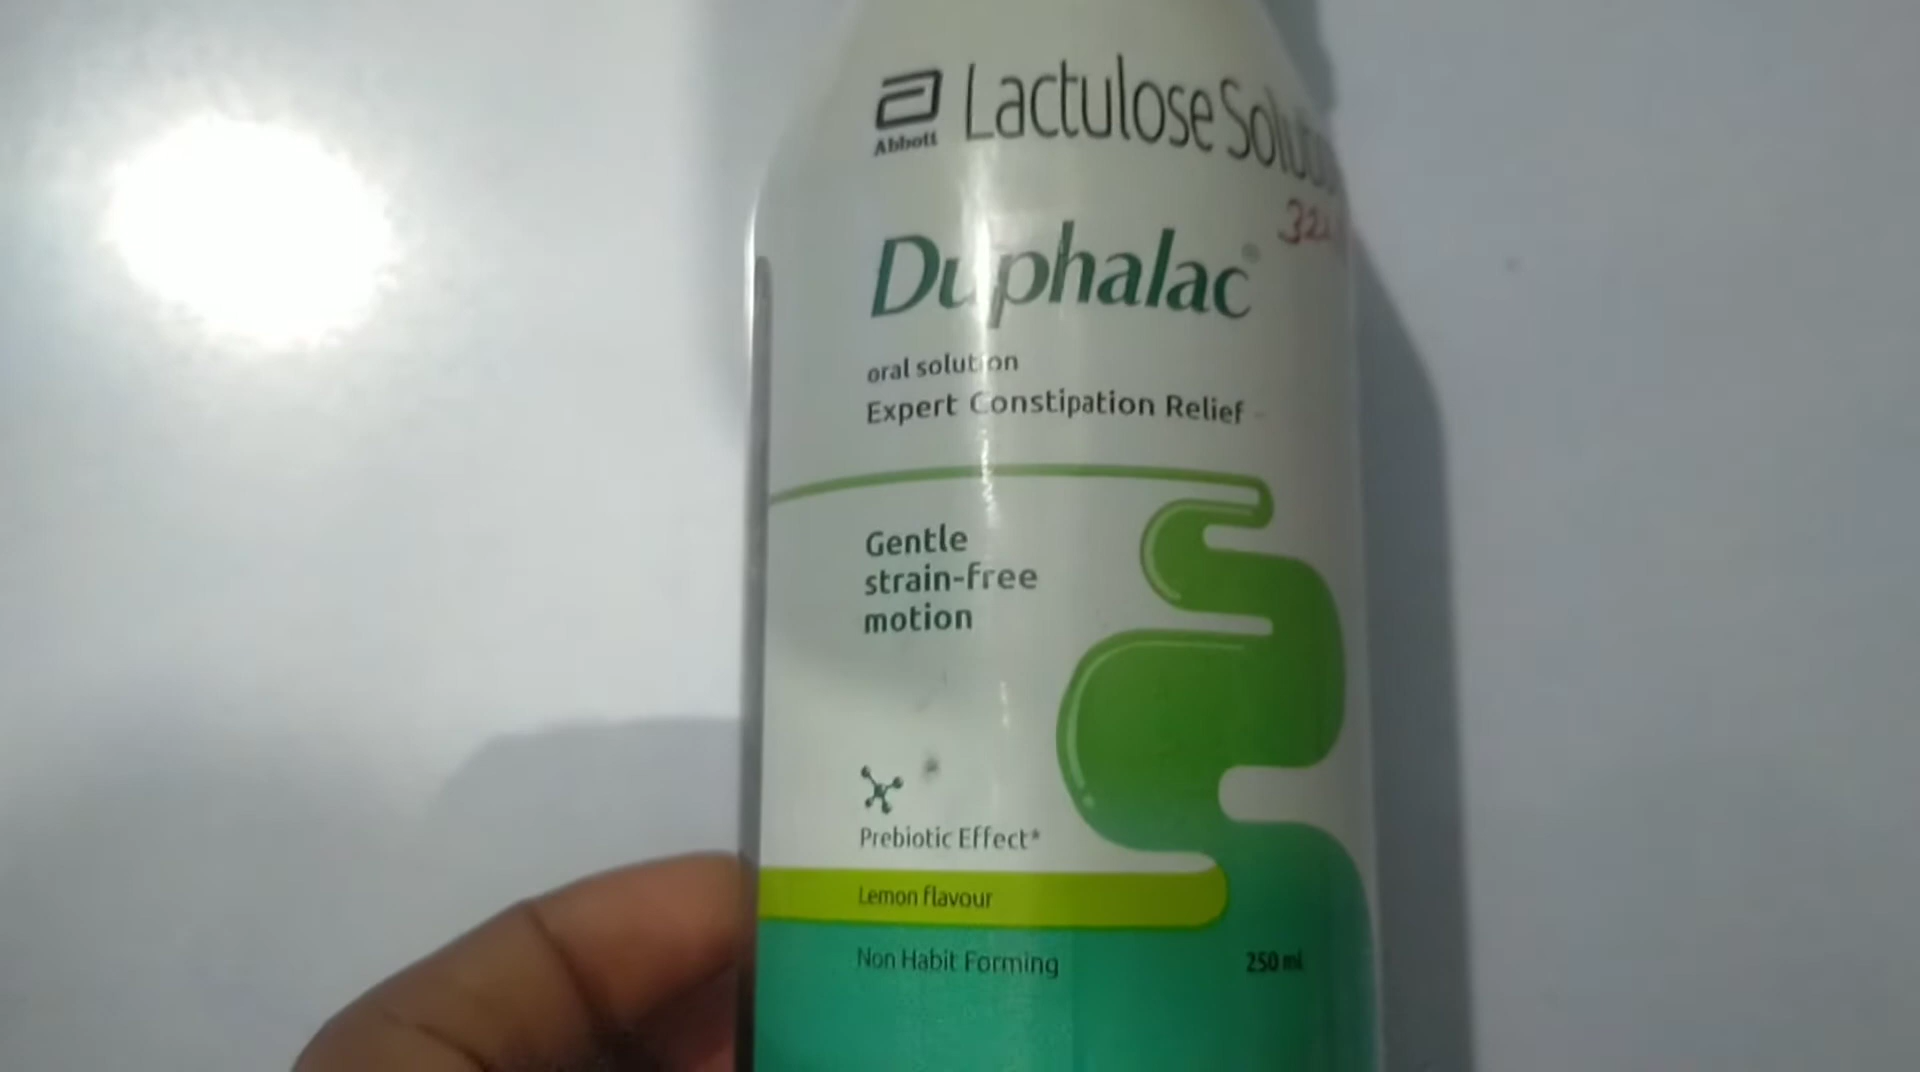 Abbott
Lactulose
Duphalac®
oral solution
Expert Constipation Relief
Gentle
strain-free
motion
Prebiotic Effect*
Lemon flavour
Non Habit Forming
250 ml